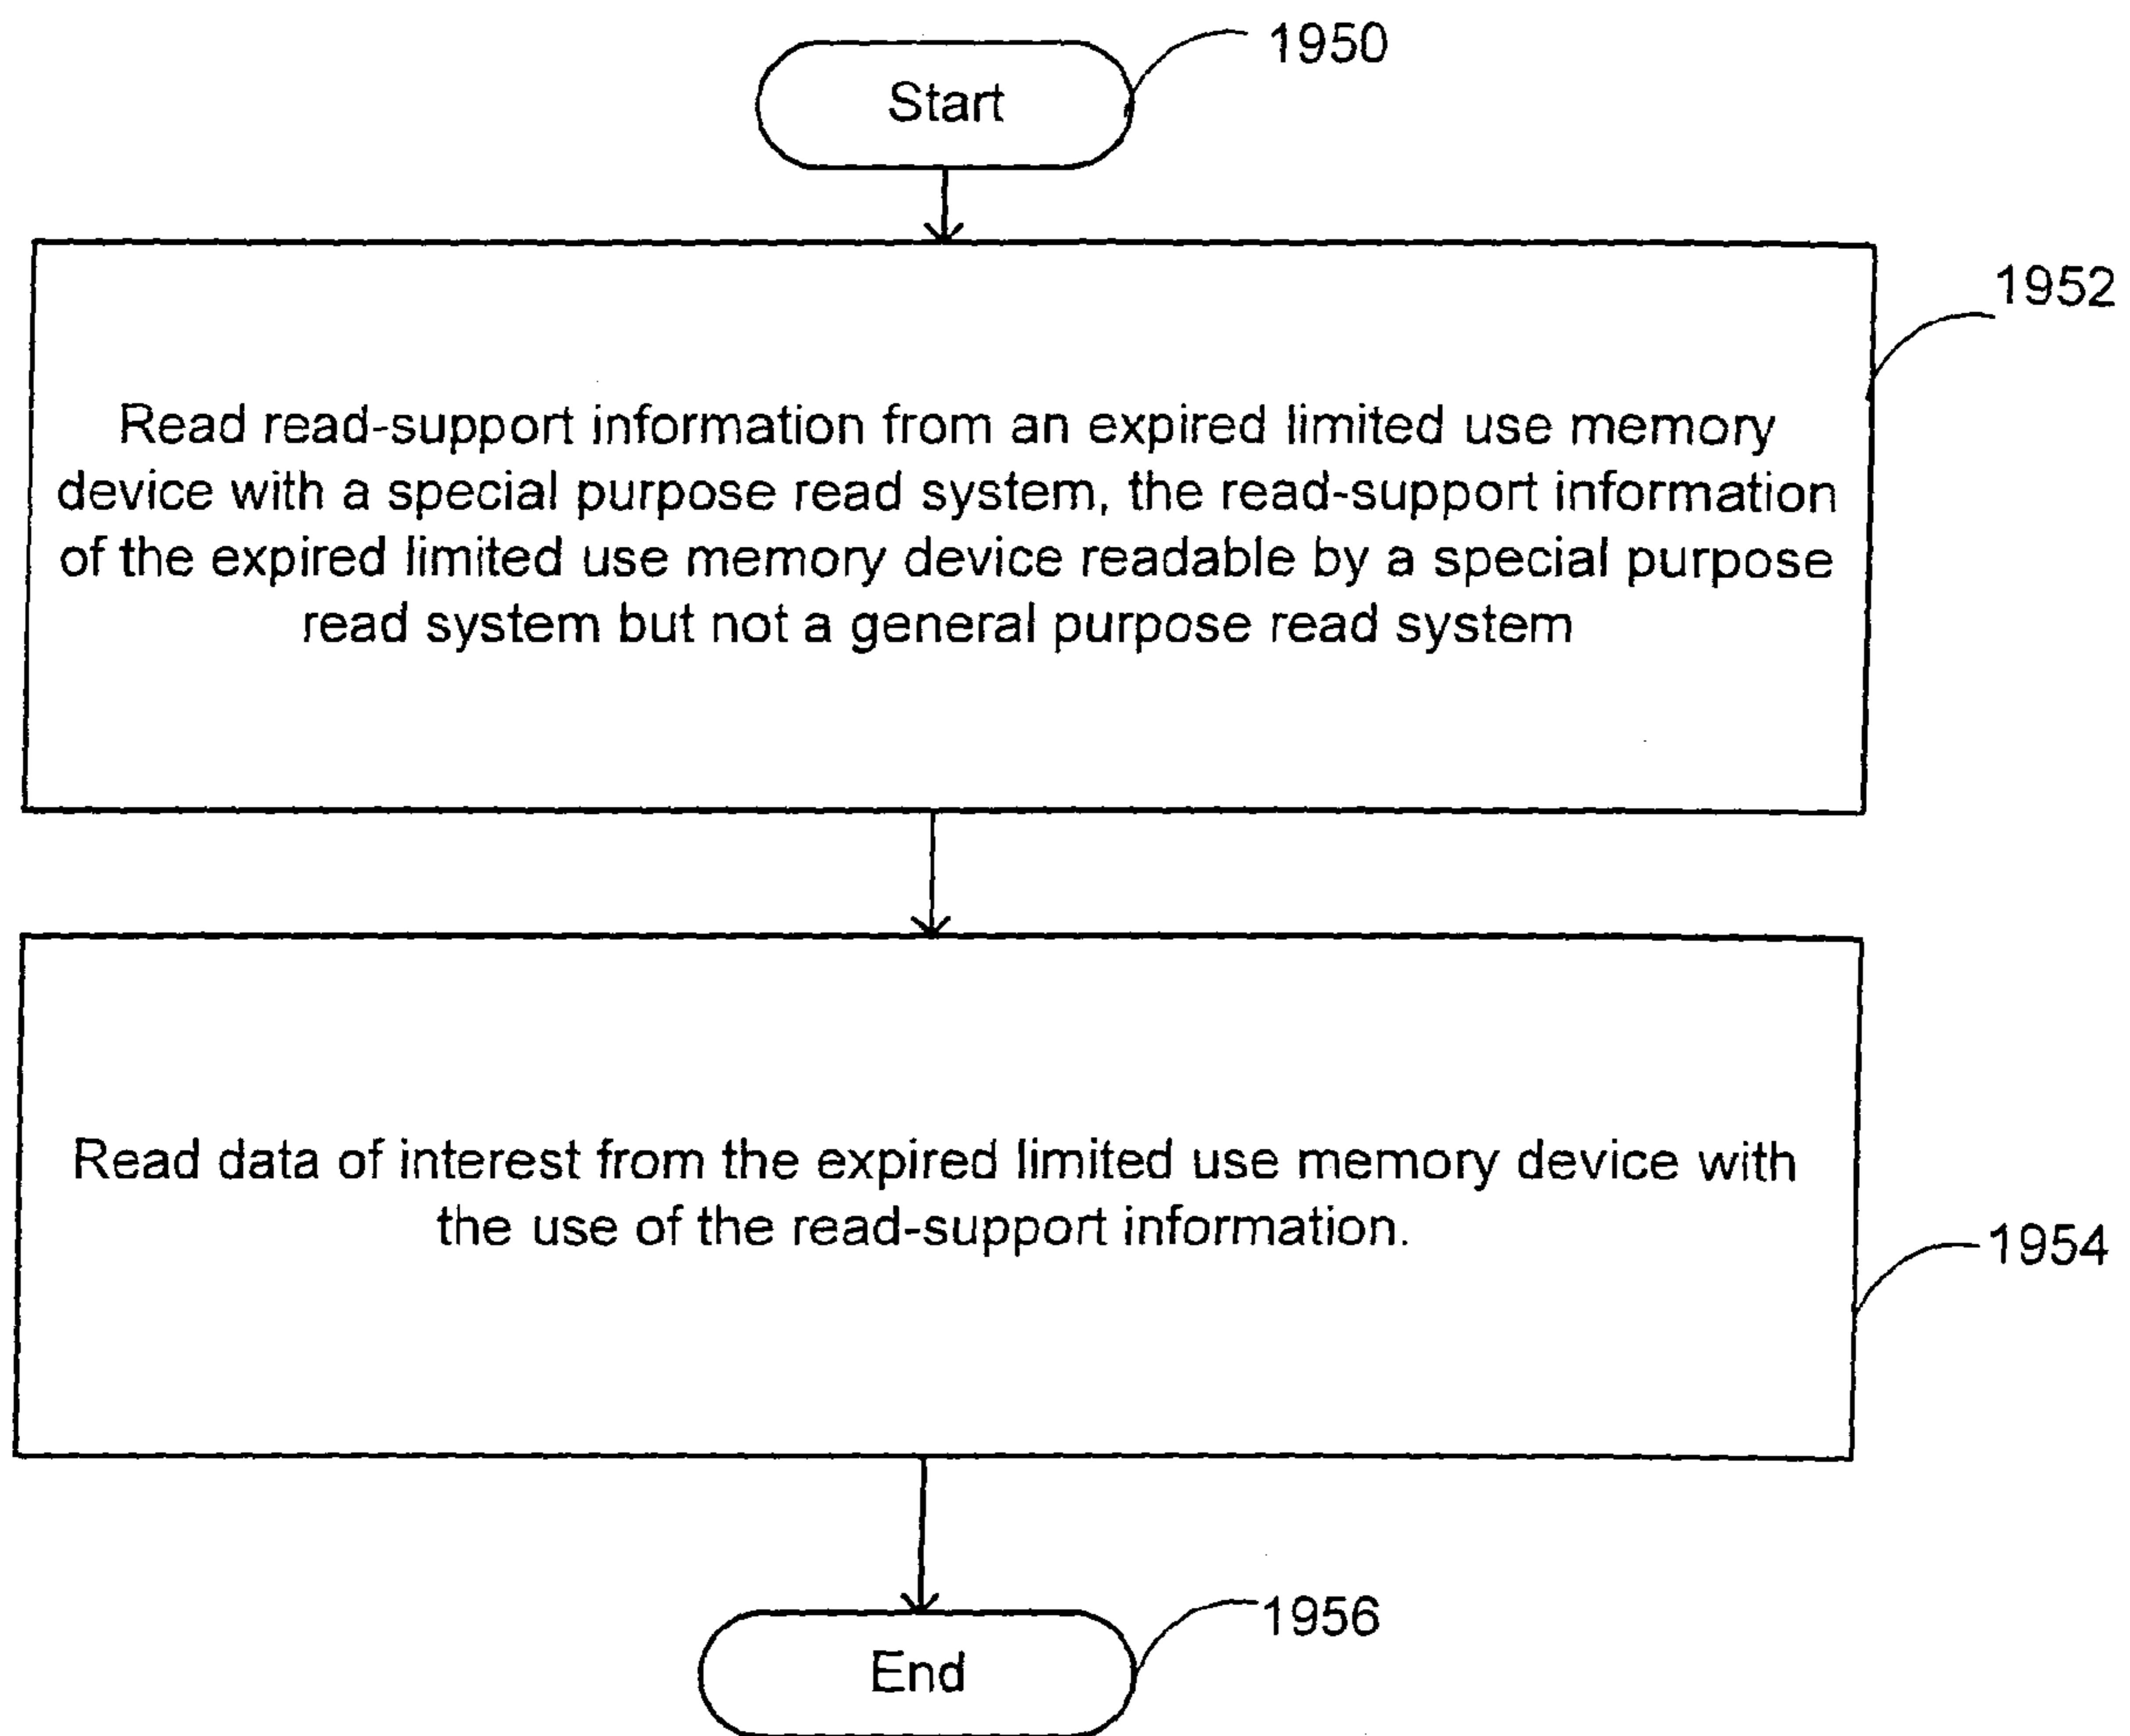 Start
1950
1952
Read read-support information from an expired limited use memory
device with a special purpose read system, the read-support information
of the expired limited use memory device readable by a special purpose
read system but not a general purpose read system
Read data of interest from the expired limited use memory device with
the use of the read-support information.
1954
1956
End